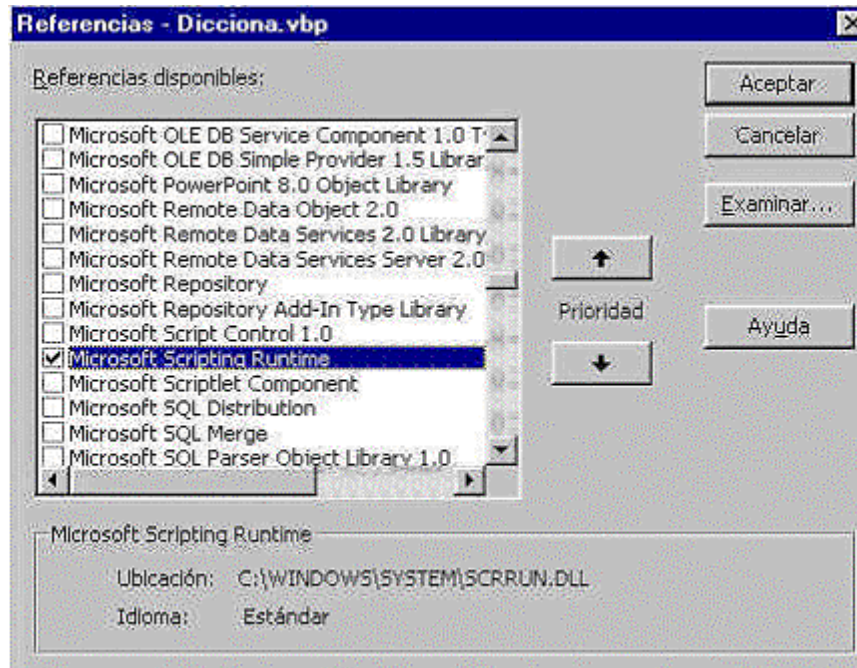 Referencias - Dicciona.vbp
Referencias disponibles:
Microsoft OLE DB Service Component 1.0 T
Microsoft OLE DB Simple Provider 1.5 Librar
Microsoft PowerPoint 8.0 Object Library
Microsoft Remote Data Object 2.0
Microsoft Remote Data Services 2.0 Library
Microsoft Remote Data Services Server 2.0
Microsoft Repository
Microsoft Repository Add-In Type Library
Microsoft Script Control 1.0
Microsoft Scripting Runtime
Microsoft Scriptlet Component
Microsoft SQL Distribution
Microsoft SQL Merge
Microsoft SQL Parser Object Library 1.0
Prioridad
Aceptar
Cancelar
Examinar...
Ayuda
Microsoft Scripting Runtime
Ubicación: C:\WINDOWS\SYSTEM\SCRRUN.DLL
Idioma: Estándar